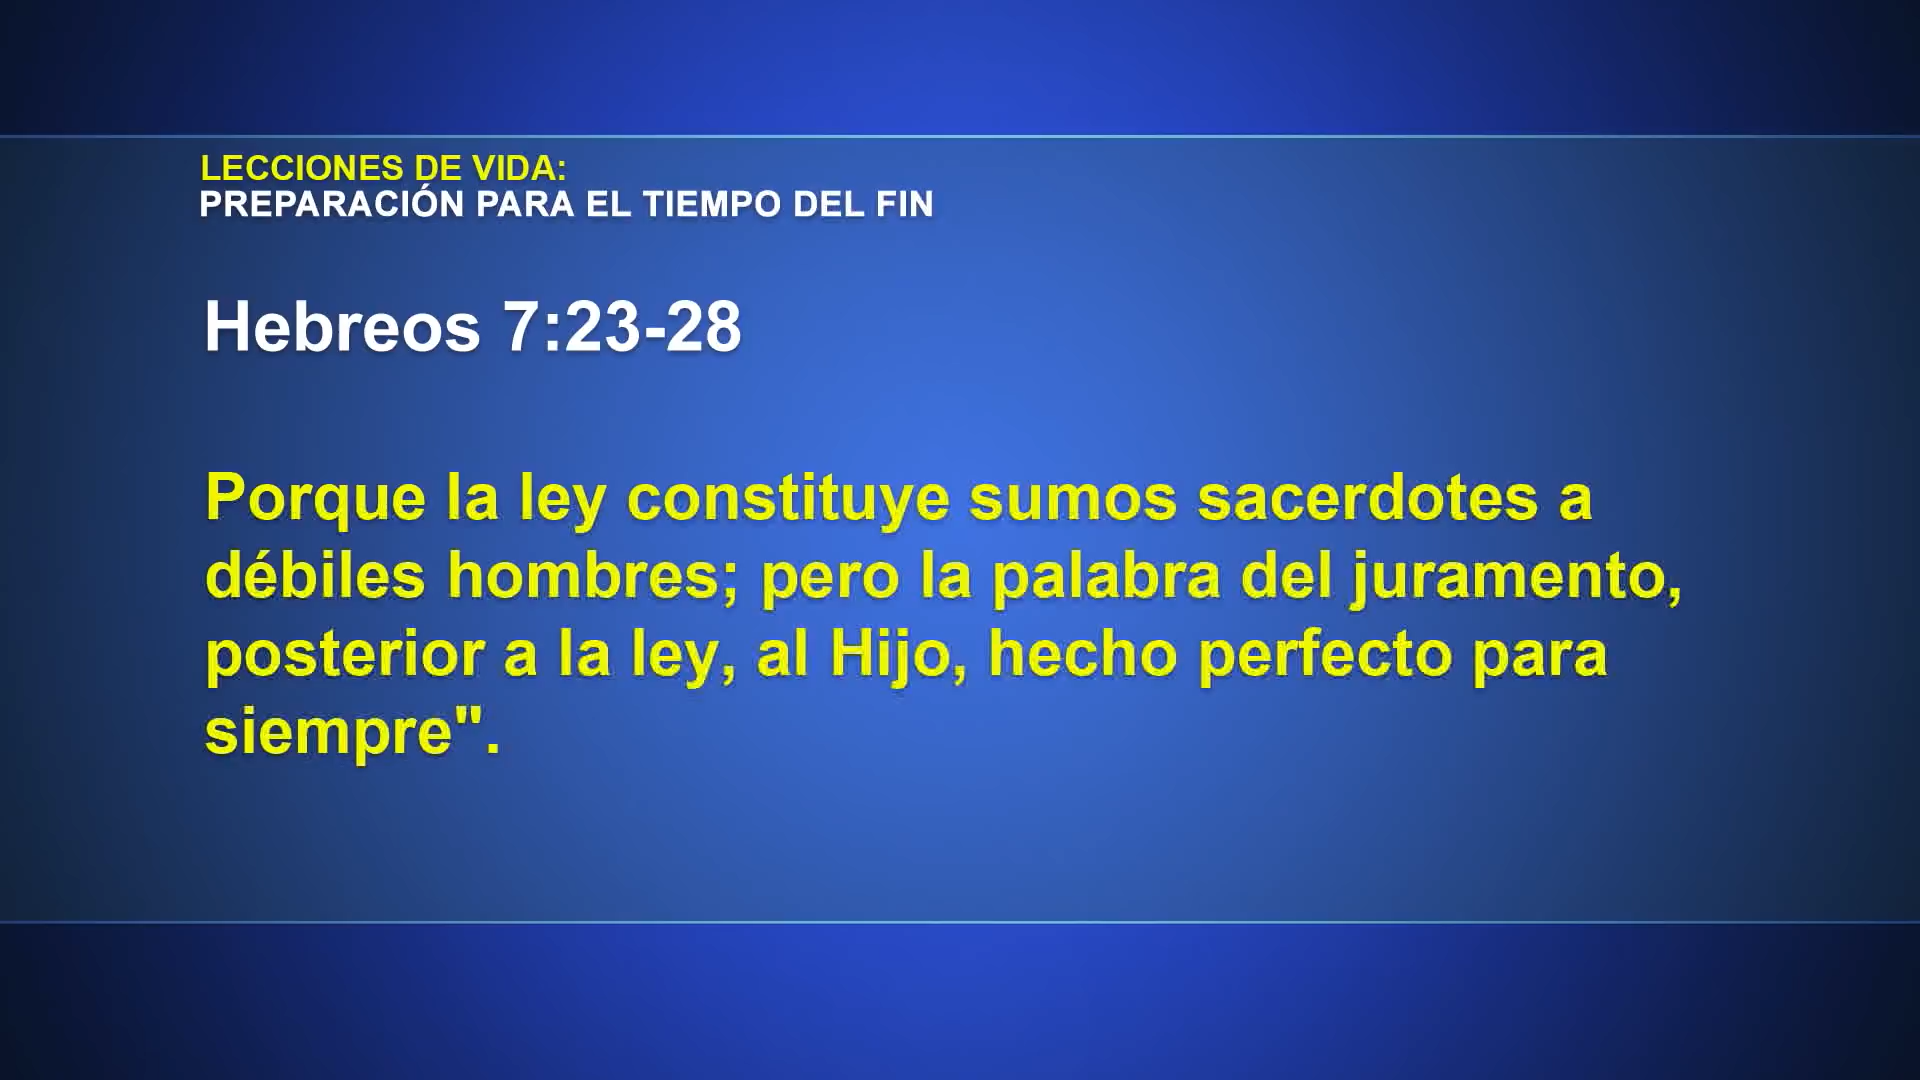 LECCIONES DE VIDA:
PREPARACIÓN PARA EL TIEMPO DEL FIN
Hebreos 7:23-28
Porque la ley constituye sumos sacerdotes a
débiles hombres; pero la palabra del juramento,
posterior a la ley, al Hijo, hecho perfecto para
siempre".